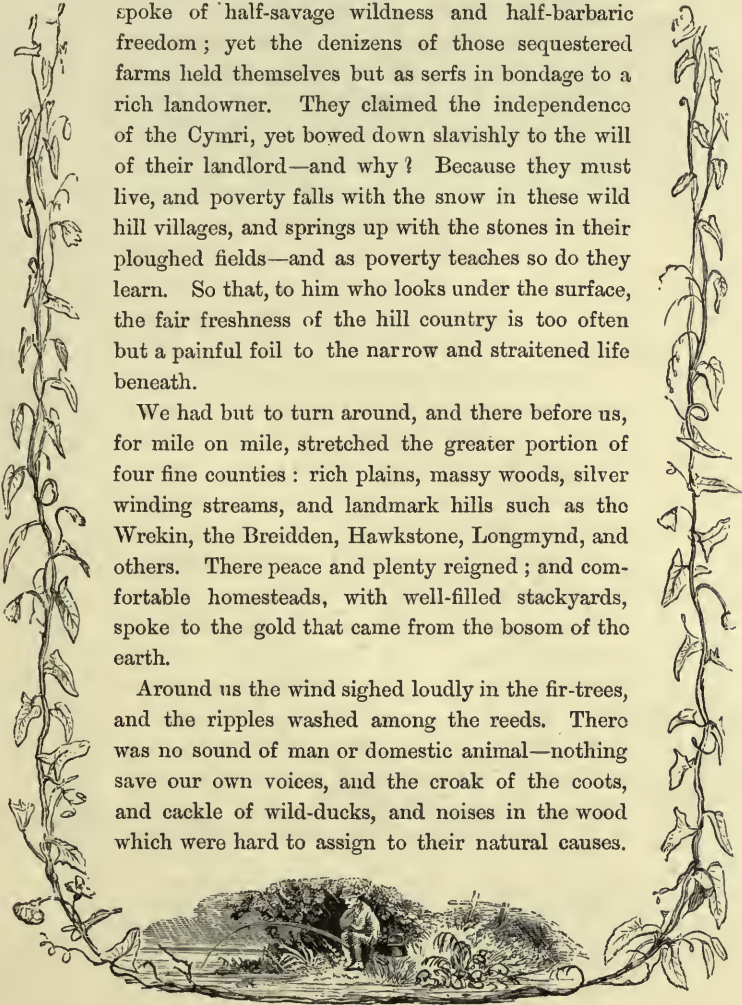 spoke of half-savage wildness and half-barbaric
freedom ; yet the denizens of those sequestered
farms held themselves but as serfs in bondage to a
rich landowner. They claimed the independence
of the Cymri, yet bowed down slavishly to the will
of their landlord—and why ? Because they must
live, and poverty falls with the snow in these wild
hill villages, and springs up with the stones in their
ploughed fields—and as poverty teaches so do they
learn. So that, to him who looks under the surface,
the fair freshness of the hill country is too often
but a painful foil to the narrow and straitened life
beneath.
We had but to turn around, and there before us,
for mile on mile, stretched the greater portion of
four fine counties : rich plains, massy woods, silver
winding streams, and landmark hills such as the
Wrekin, the Breidden, Hawkstone, Longmynd, and
others. There peace and plenty reigned ; and com-
fortable homesteads, with well-filled stackyards,
spoke to the gold that came from the bosom of the
earth.
Around us the wind sighed loudly in the fir-trees,
and the ripples washed among the reeds. There
was no sound of man or domestic animal—nothing
save our own voices, and the croak of the coots,
and cackle of wild-ducks, and noises in the wood
which were hard to assign to their natural causes.